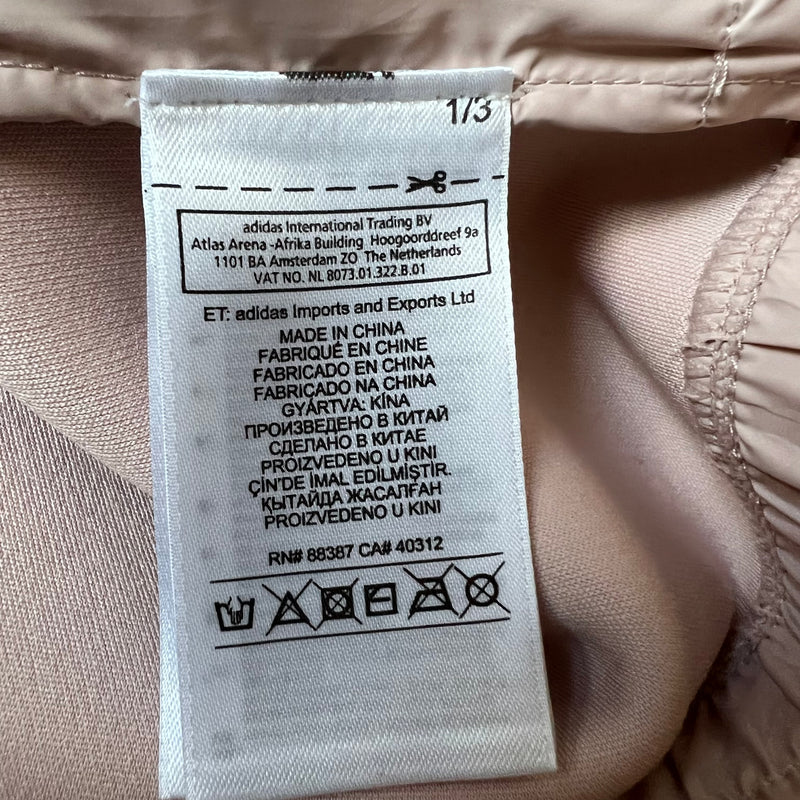 1/3
adidas International Trading BV
Atlas Arena -Afrika Building Hoogoorddreef 9a
1101 BA Amsterdam ZO The Netherlands
VAT NO. NL 8073.01.322.B.01
ET: adidas Imports and Exports Ltd
MADE IN CHINA
FABRIQUÉ EN CHINE
FABRICADO EN CHINA
FABRICADO NA CHINA
GYÁRTVA: KÍNA
ПРОИЗВЕДЕНО В КИТАЙ
СДЕЛАНО В КИТАЕ
PROIZVEDENO U KINI
ÇİN'DE İMAL EDİLMİŞTİR.
ҚЫТАЙДА ЖАСАЛҒАН
PROIZVEDENO U KINI
RN# 88387 CA# 40312